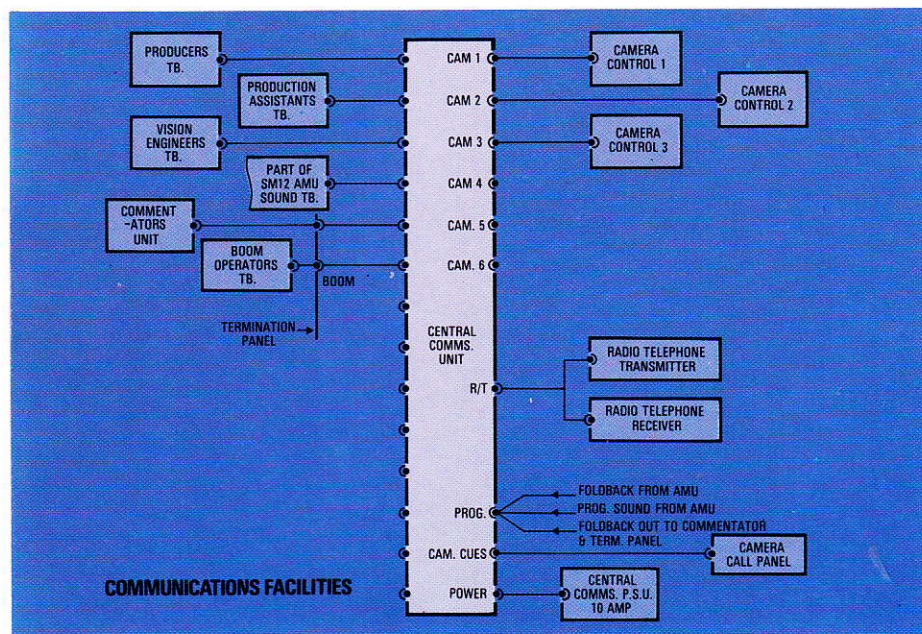 PRODUCERS
TB.
PRODUCTION
ASSISTANTS
TB.
VISION
ENGINEERS
TB.
PART OF
SM12 AMU
SOUND TB.
COMMENT
-ATORS
UNIT
BOOM
OPERATORS
TB.
BOOM
TERMINATION
PANEL
CAM 1
CAM 2
CAM 3
CAM 4
CAM. 5
CAM. 6
CENTRAL
COMMS.
UNIT
R/T
PROG.
CAM. CUES
POWER
CAMERA
CONTROL 1
CAMERA
CONTROL 2
CAMERA
CONTROL 3
RADIO TELEPHONE
TRANSMITTER
RADIO TELEPHONE
RECEIVER
FOLDBACK FROM AMU
PROG. SOUND FROM AMU
FOLDBACK OUT TO COMMENTATOR
& TERM. PANEL
CAMERA
CALL PANEL
CENTRAL
COMMS. P.S.U.
10 AMP
COMMUNICATIONS FACILITIES